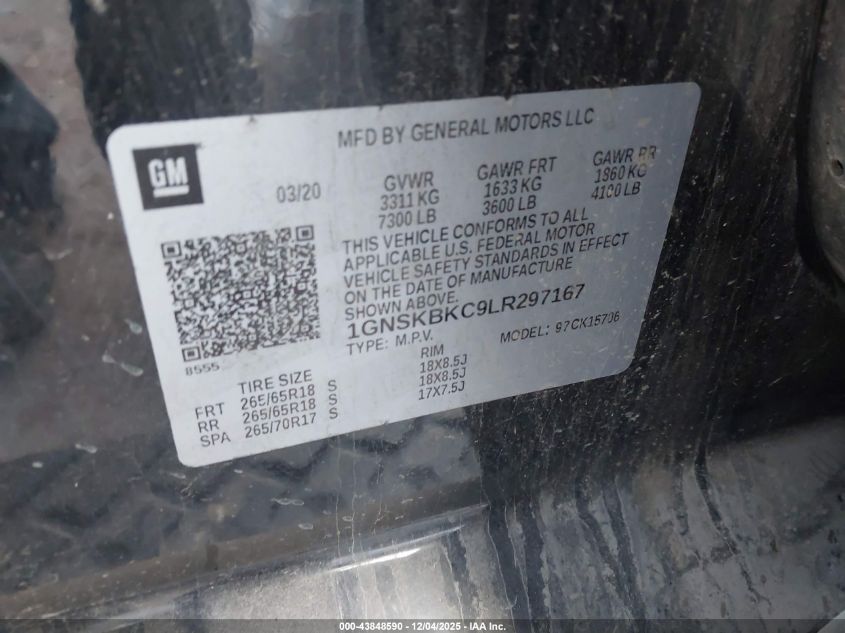 MFD BY GENERAL MOTORS LLC
GM
03/20
GVWR
3311 KG
7300 LB
GAWR FRT
1633 KG
3600 LB
GAWR RR
1860 KG
4100 LB
THIS VEHICLE CONFORMS TO ALL
APPLICABLE U.S. FEDERAL MOTOR
VEHICLE SAFETY STANDARDS IN EFFECT
ON THE DATE OF MANUFACTURE
SHOWN ABOVE.
1GNSKBKC9LR297167
TYPE: M.P.V.
MODEL: 97CK15706
8555
TIRE SIZE
RIM
FRT 265/65R18 S 18X8.5J
RR 265/65R18 S 18X8.5J
SPA 265/70R17 S 17X7.5J
000-43848590 - 12/04/2025 - IAA Inc.